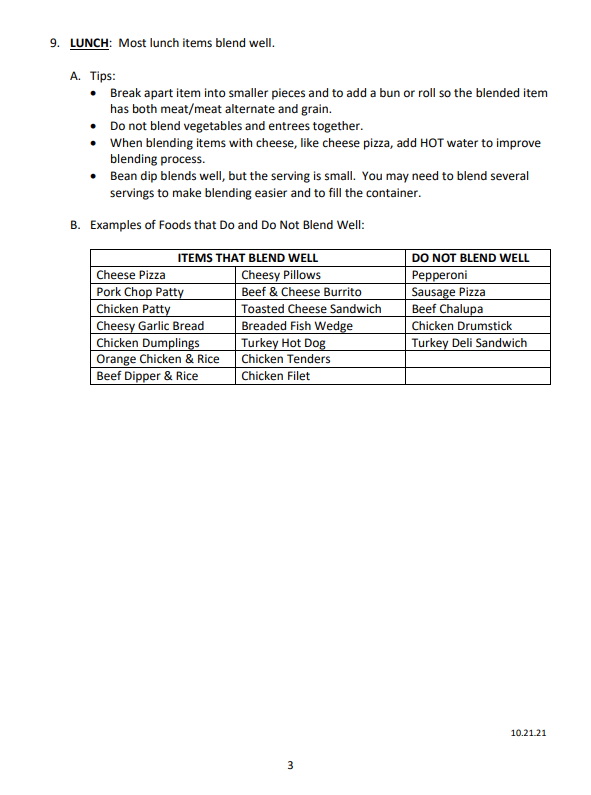 9. LUNCH: Most lunch items blend well.
A. Tips:
• Break apart item into smaller pieces and to add a bun or roll so the blended item
has both meat/meat alternate and grain.
• Do not blend vegetables and entrees together.
• When blending items with cheese, like cheese pizza, add HOT water to improve
blending process.
• Bean dip blends well, but the serving is small. You may need to blend several
servings to make blending easier and to fill the container.
B. Examples of Foods that Do and Do Not Blend Well:
ITEMS THAT BLEND WELL DO NOT BLEND WELL
Cheese Pizza Cheesy Pillows Pepperoni
Pork Chop Patty Beef & Cheese Burrito Sausage Pizza
Chicken Patty Toasted Cheese Sandwich Beef Chalupa
Cheesy Garlic Bread Breaded Fish Wedge Chicken Drumstick
Chicken Dumplings Turkey Hot Dog Turkey Deli Sandwich
Orange Chicken & Rice Chicken Tenders
Beef Dipper & Rice Chicken Filet
10.21.21
3